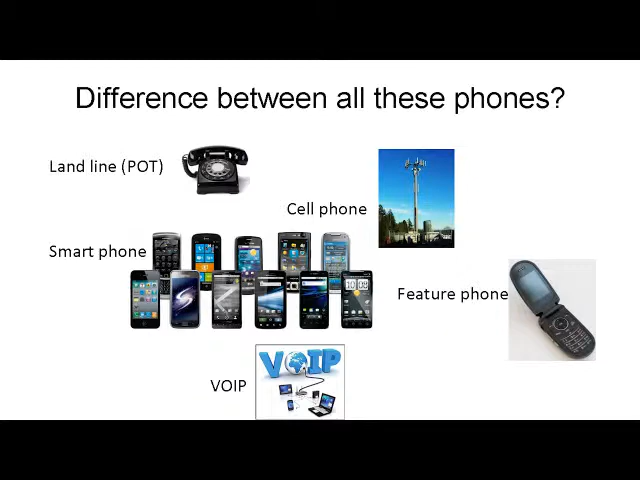 Difference between all these phones?
Land line (POT)
Cell phone
Smart phone
Feature phone
VOIP
VOIP